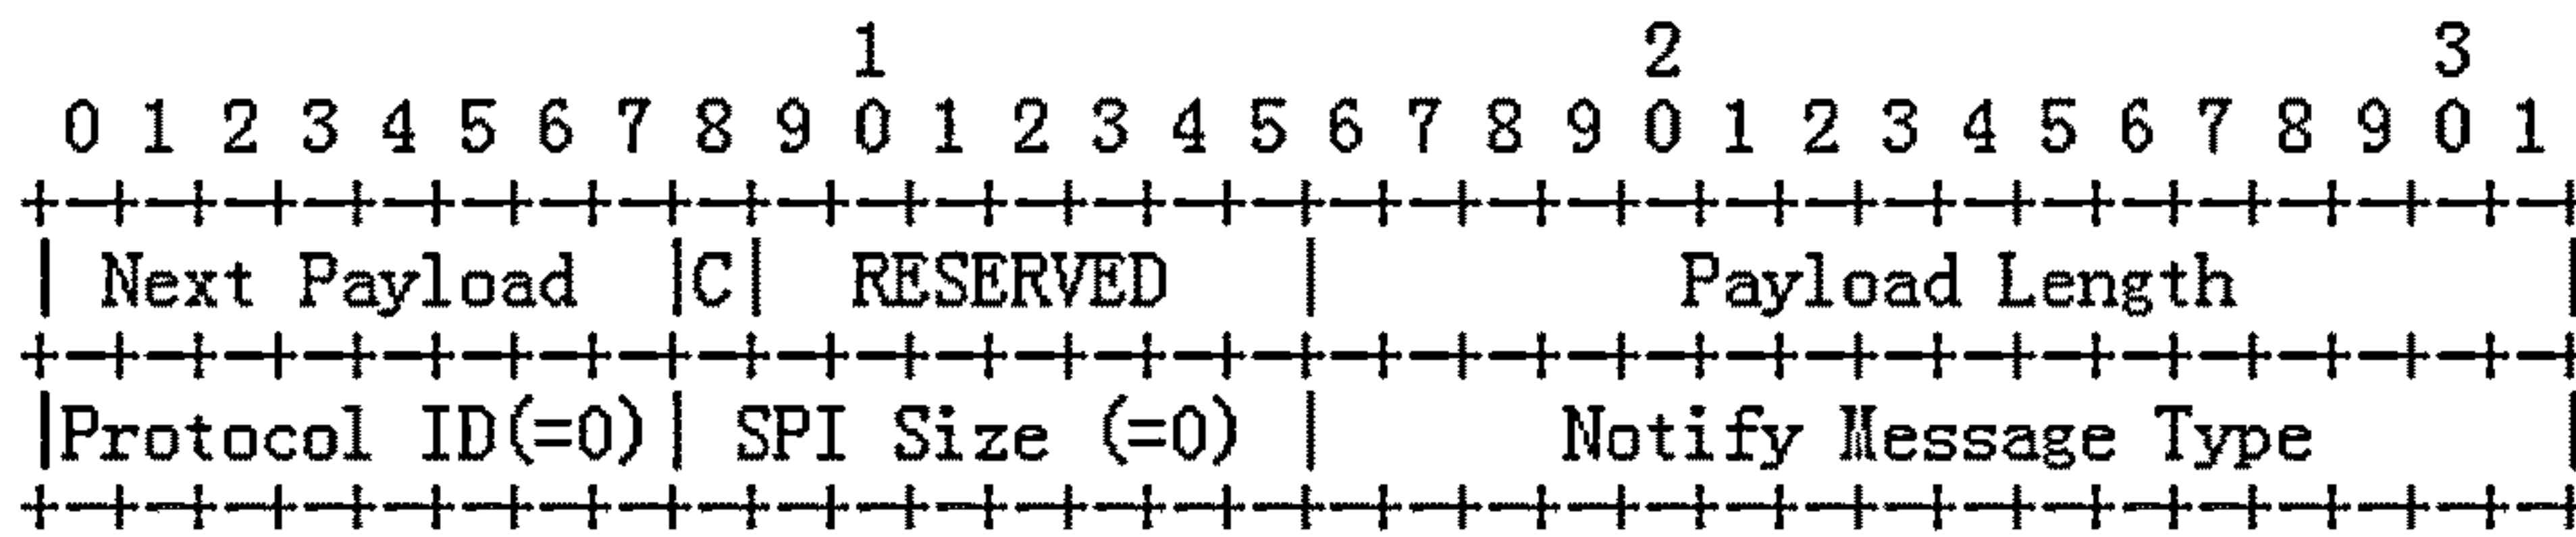 1                   2                   3
 0 1 2 3 4 5 6 7 8 9 0 1 2 3 4 5 6 7 8 9 0 1 2 3 4 5 6 7 8 9 0 1
+-+-+-+-+-+-+-+-+-+-+-+-+-+-+-+-+-+-+-+-+-+-+-+-+-+-+-+-+-+-+-+-+
| Next Payload  |C|  RESERVED   |         Payload Length        |
+-+-+-+-+-+-+-+-+-+-+-+-+-+-+-+-+-+-+-+-+-+-+-+-+-+-+-+-+-+-+-+-+
|Protocol ID(=0)| SPI Size (=0) |      Notify Message Type      |
+-+-+-+-+-+-+-+-+-+-+-+-+-+-+-+-+-+-+-+-+-+-+-+-+-+-+-+-+-+-+-+-+